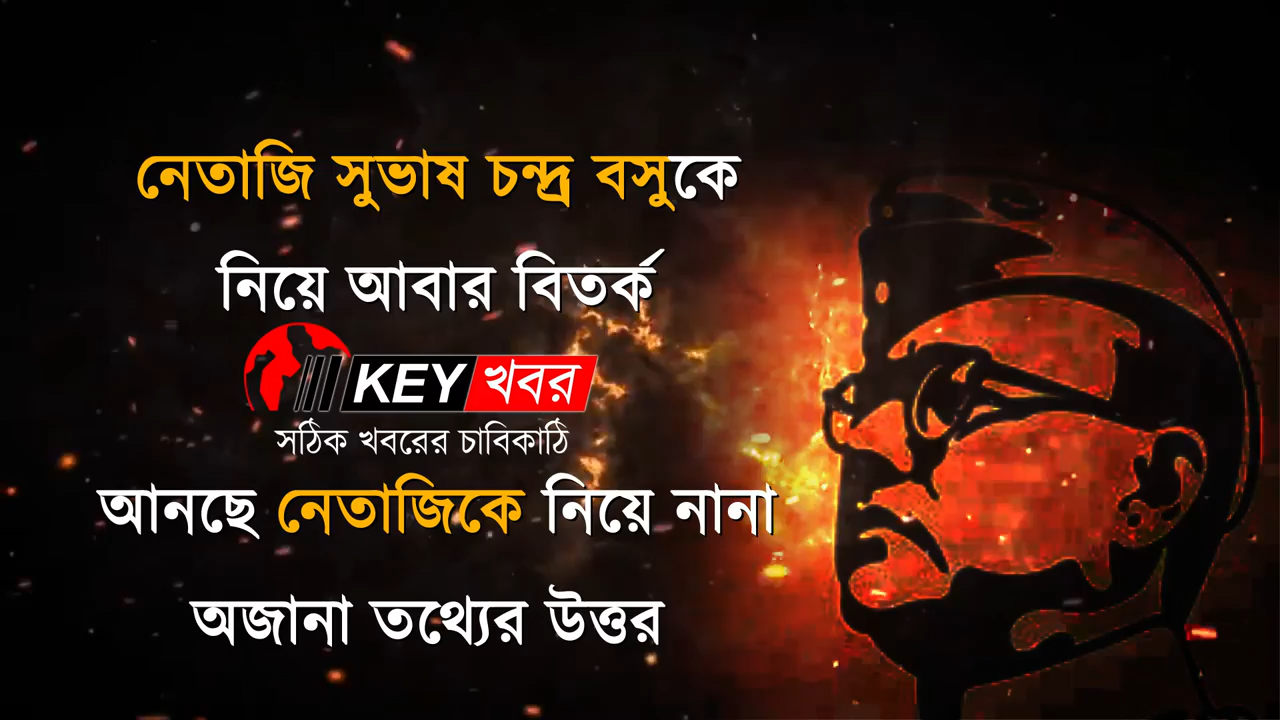 নেতাজি সুভাষ চন্দ্র বসুকে
নিয়ে আবার বিতর্ক
KEY খবর
সঠিক খবরের চাবিকাঠি
আনছে নেতাজিকে নিয়ে নানা
অজানা তথ্যের উত্তর